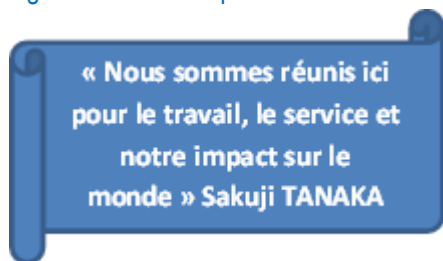 « Nous sommes réunis ici
pour le travail, le service et
notre impact sur le
monde » Sakuji TANAKA